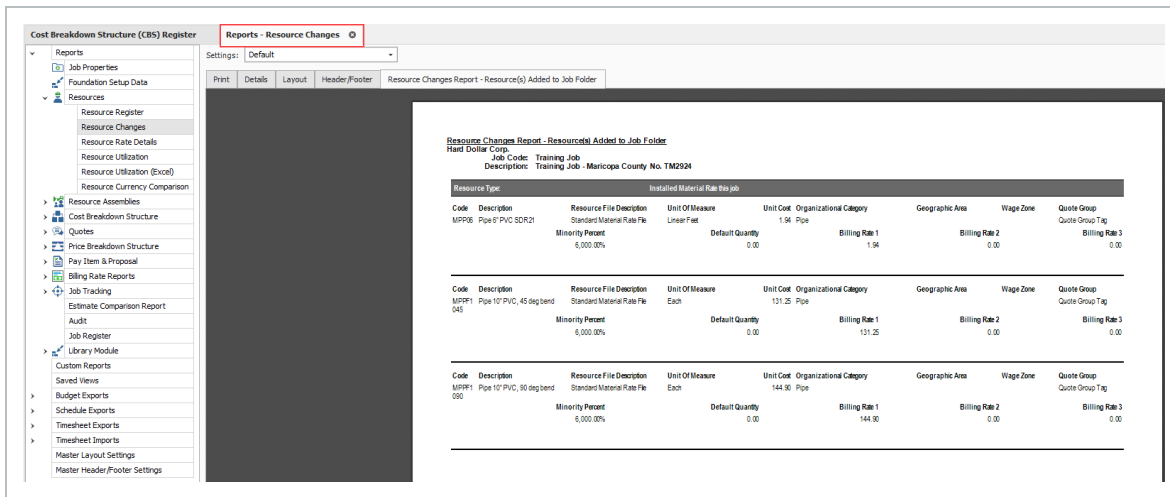 Cost Breakdown Structure (CBS) Register
Reports - Resource Changes
Reports
Job Properties
Foundation Setup Data
Resources
Resource Register
Resource Changes
Resource Rate Details
Resource Utilization
Resource Utilization (Excel)
Resource Currency Comparison
Resource Assemblies
Cost Breakdown Structure
Quotes
Price Breakdown Structure
Pay Item & Proposal
Billing Rate Reports
Job Tracking
Estimate Comparison Report
Audit
Job Register
Library Module
Custom Reports
Saved Views
Budget Exports
Schedule Exports
Timesheet Exports
Timesheet Imports
Master Layout Settings
Master Header/Footer Settings
Settings: Default
Print Details Layout Header/Footer Resource Changes Report - Resource(s) Added to Job Folder
Resource Changes Report - Resource(s) Added to Job Folder
Hard Dollar Corp.
Job Code: Training Job
Description: Training Job - Maricopa County No. TM2924
Resource Type: Installed Material Rate this job
Code Description Resource File Description Unit Of Measure Unit Cost Organizational Category Geographic Area Wage Zone Quote Group
MPP06 Pipe 6" PVC SDR21 Standard Material Rate File Linear Feet 1.94 Pipe Quote Group Tag
Minority Percent Default Quantity Billing Rate 1 Billing Rate 2 Billing Rate 3
6,000.00% 0.00 1.94 0.00 0.00
Code Description Resource File Description Unit Of Measure Unit Cost Organizational Category Geographic Area Wage Zone Quote Group
MPPF1 Pipe 10" PVC, 45 deg bend Standard Material Rate File Each 131.25 Pipe Quote Group Tag
045
Minority Percent Default Quantity Billing Rate 1 Billing Rate 2 Billing Rate 3
6,000.00% 0.00 131.25 0.00 0.00
Code Description Resource File Description Unit Of Measure Unit Cost Organizational Category Geographic Area Wage Zone Quote Group
MPPF1 Pipe 10" PVC, 90 deg bend Standard Material Rate File Each 144.90 Pipe Quote Group Tag
090
Minority Percent Default Quantity Billing Rate 1 Billing Rate 2 Billing Rate 3
6,000.00% 0.00 144.90 0.00 0.00